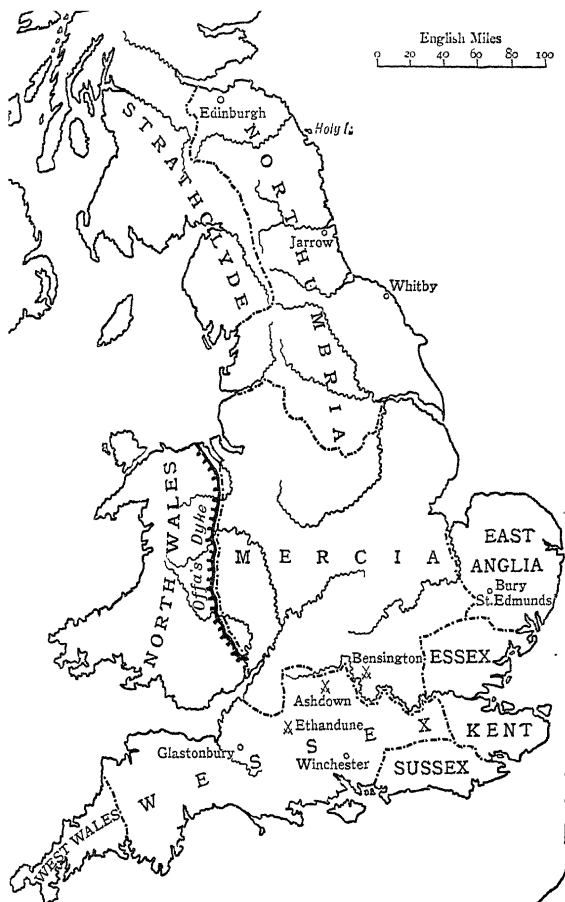 English Miles
0 20 40 60 80 100
Edinburgh
Holy I.
STRATHCLYDE
NORTHUMBRIA
Jarrow
Whitby
NORTH WALES
Offa's Dyke
MERCIA
EAST
ANGLIA
Bury
St.Edmunds
ESSEX
Bensington
Ashdown
Ethandune
KENT
Glastonbury
Winchester
WESSEX
SUSSEX
WEST WALES